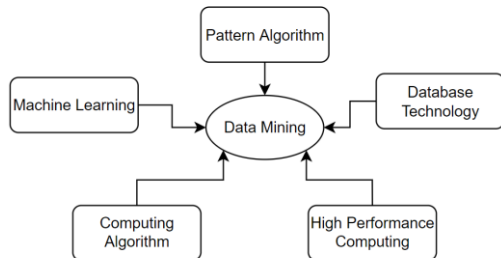 Pattern Algorithm
Machine Learning
Database
Technology
Data Mining
Computing
Algorithm
High Performance
Computing